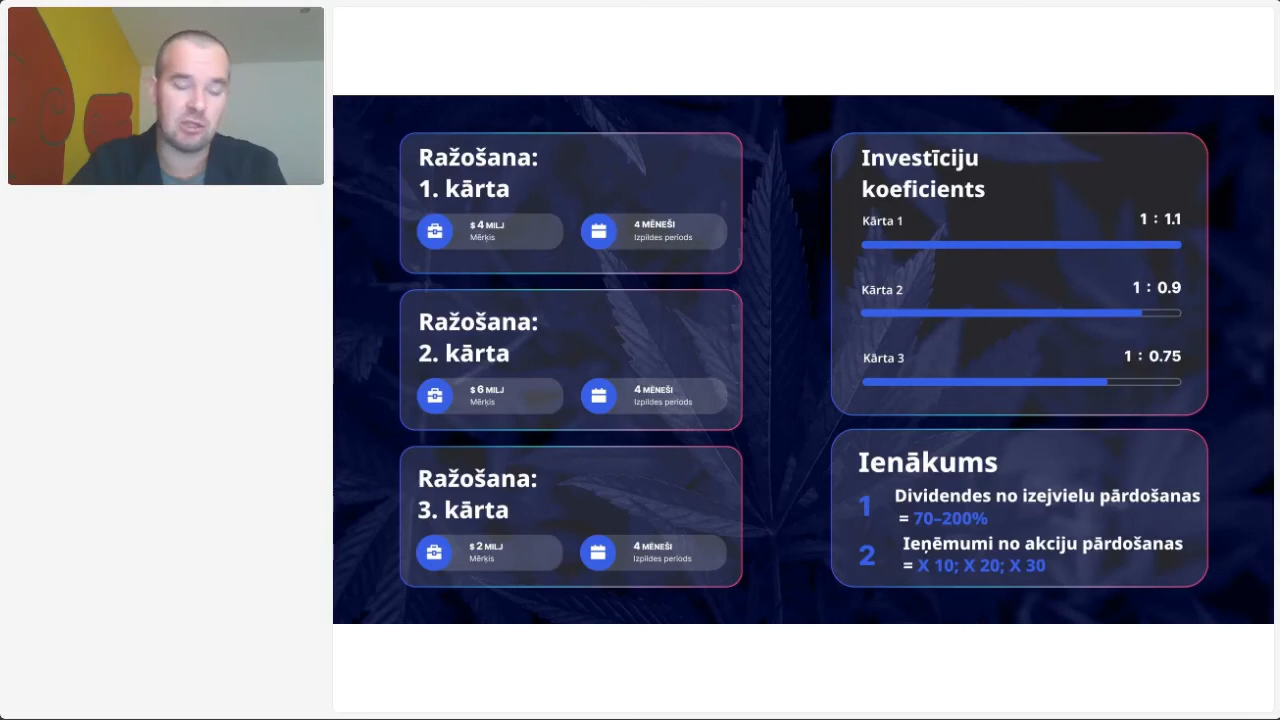 Ražošana:
1. kārta
$ 4 MILJ
Mērķis
4 MĒNEŠI
Izpildes periods
Ražošana:
2. kārta
$ 6 MILJ
Mērķis
4 MĒNEŠI
Izpildes periods
Ražošana:
3. kārta
$ 2 MILJ
Mērķis
4 MĒNEŠI
Izpildes periods
Investīciju
koeficients
Kārta 1
1 : 1.1
Kārta 2
1 : 0.9
Kārta 3
1 : 0.75
Ienākums
1 Dividendes no izejvielu pārdošanas
= 70–200%
2 Ieņēmumi no akciju pārdošanas
= X 10; X 20; X 30